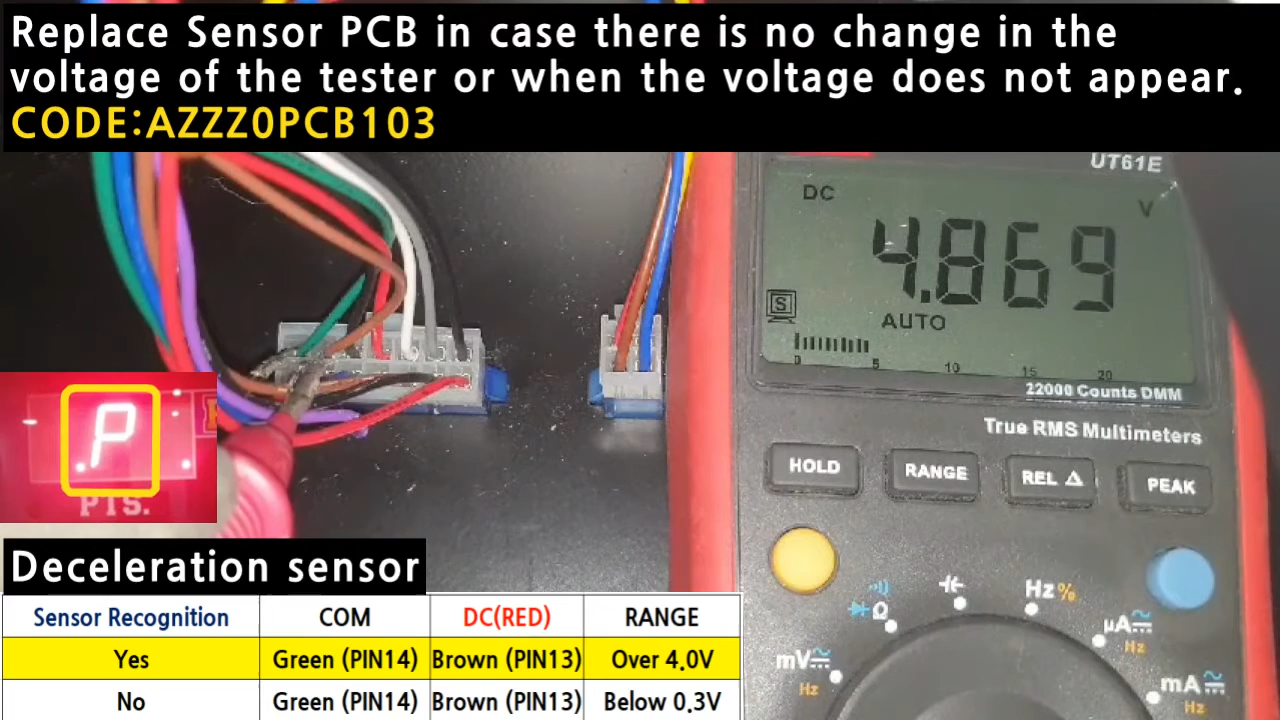 Replace Sensor PCB in case there is no change in the
voltage of the tester or when the voltage does not appear.
CODE:AZZZ0PCB103
UT61E
DC
V
4.869
S
AUTO
0 5 10 15 20
22000 Counts DMM
True RMS Multimeters
HOLD RANGE REL Δ PEAK
P
PTS.
Hz%
Ω
µA
Hz
mV
Hz
mA
Hz
Deceleration sensor
Sensor Recognition COM DC(RED) RANGE
Yes Green (PIN14) Brown (PIN13) Over 4.0V
No Green (PIN14) Brown (PIN13) Below 0.3V